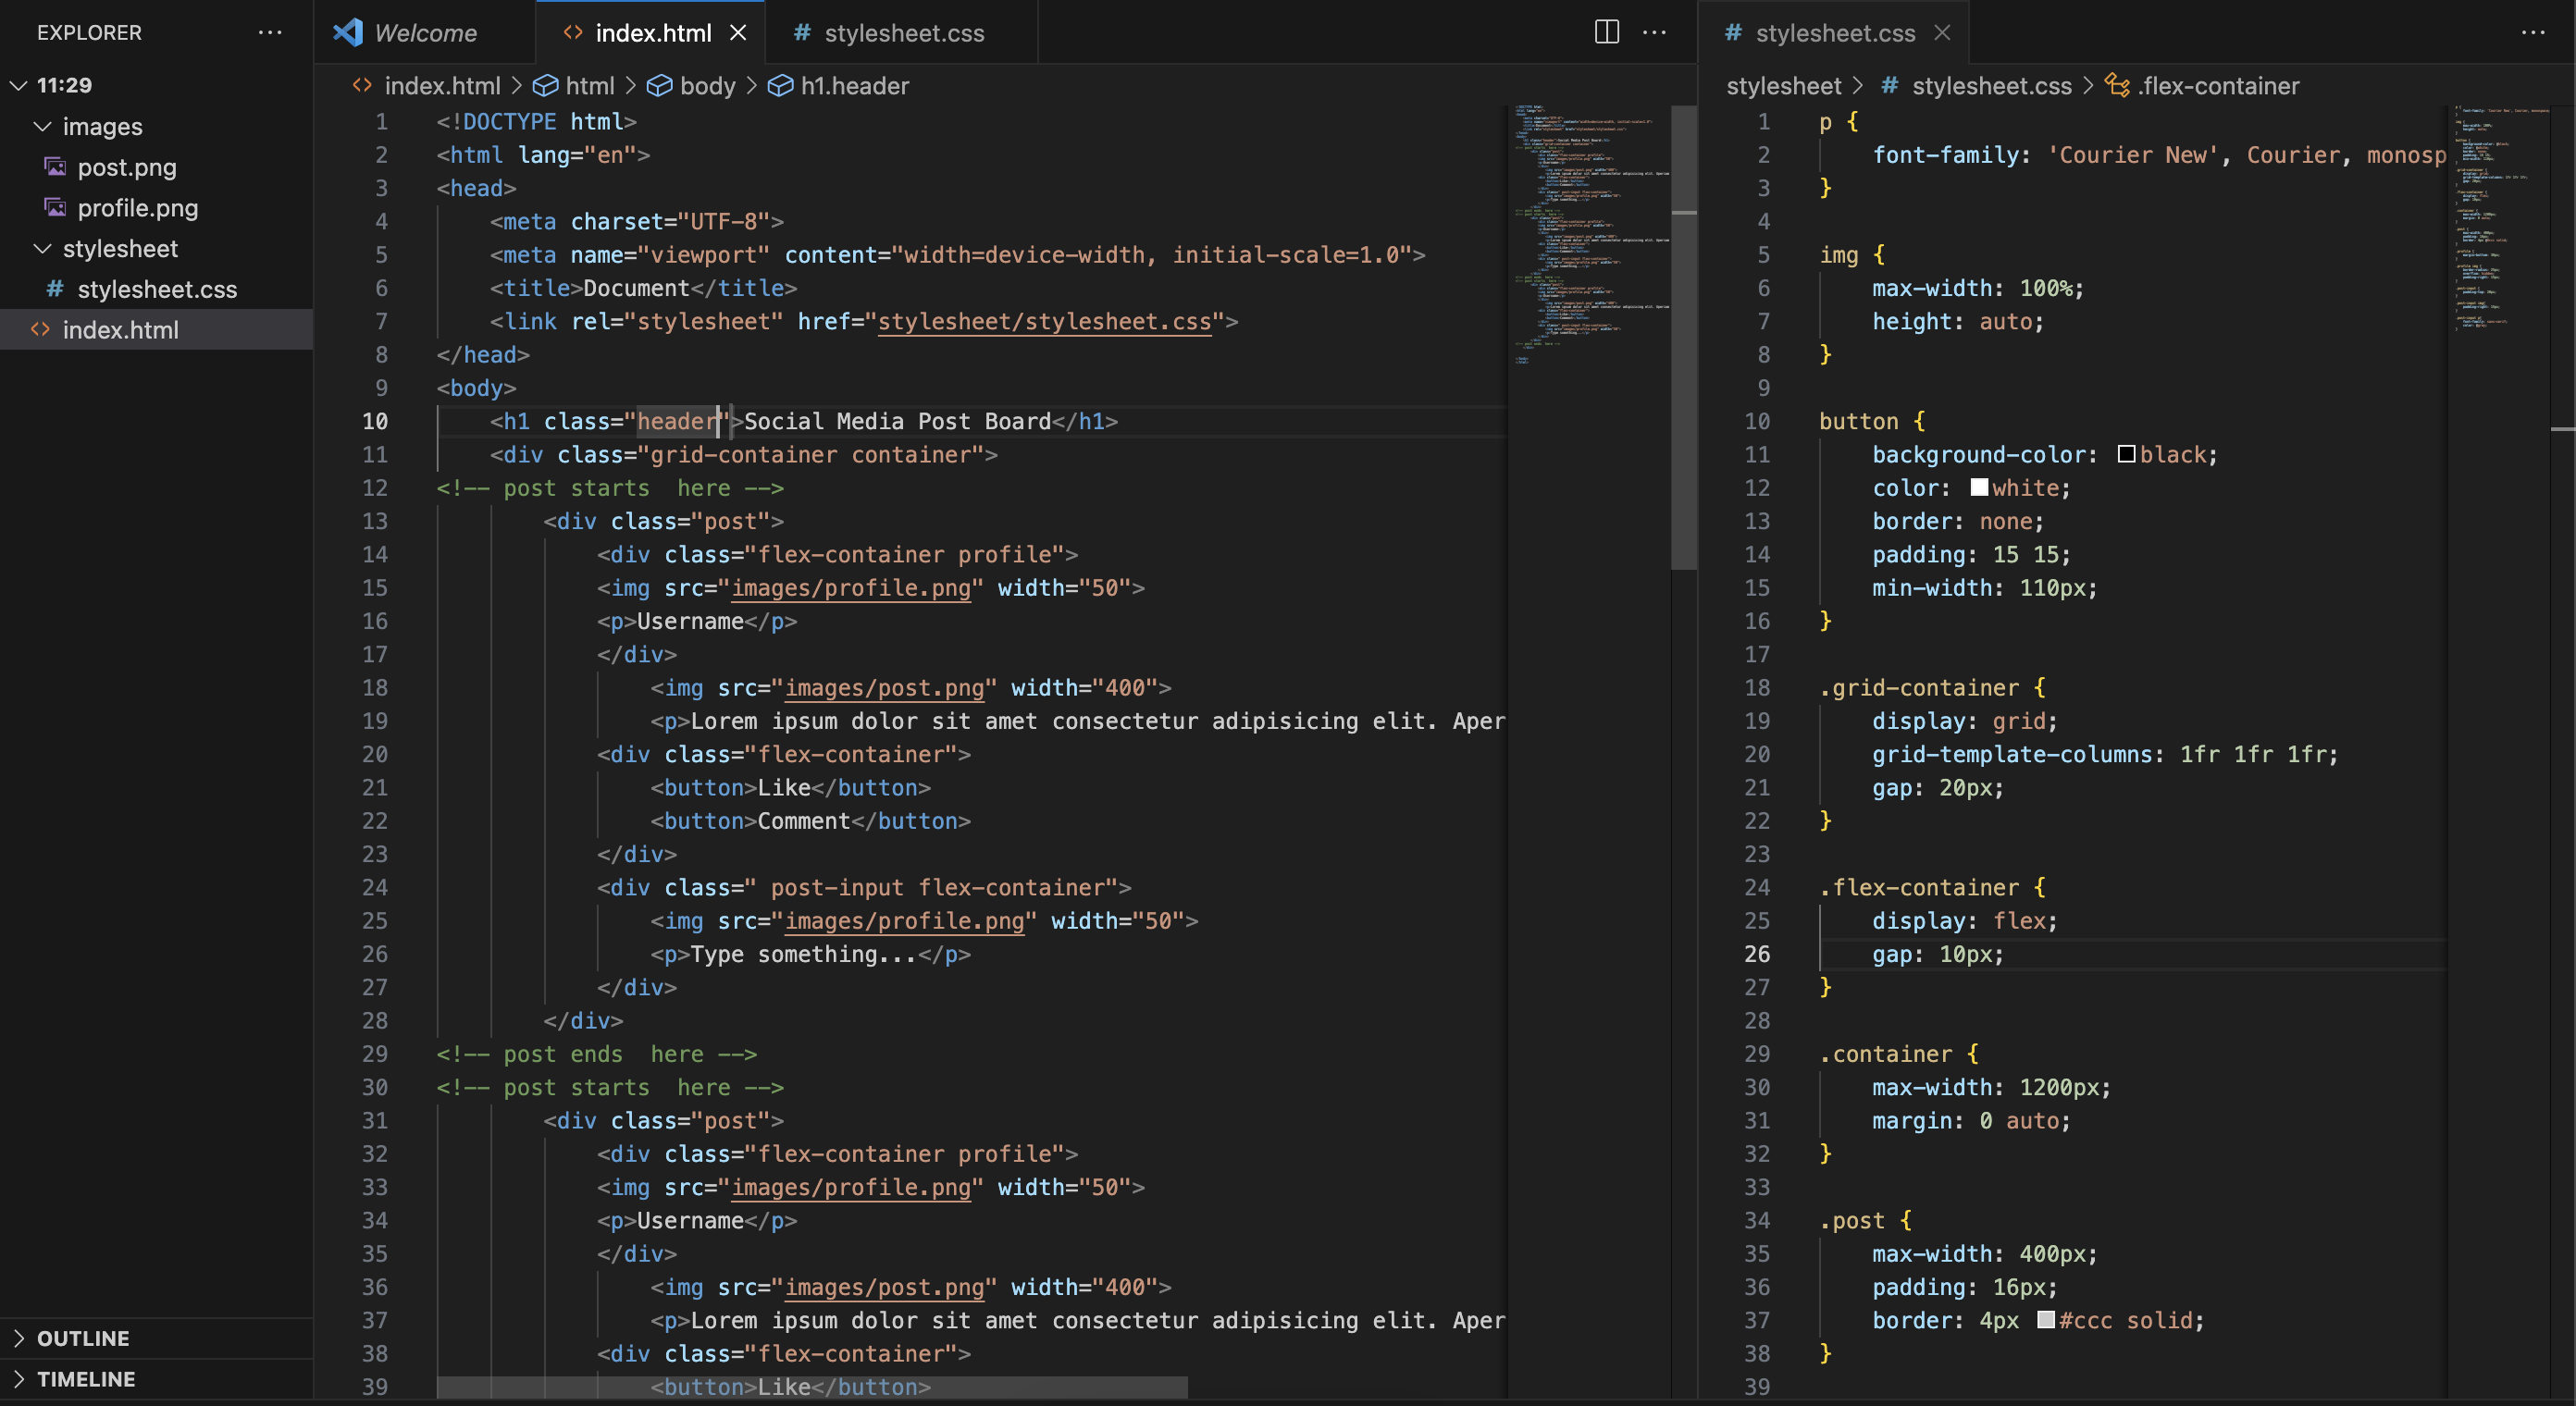 EXPLORER
11:29
images
post.png
profile.png
stylesheet
# stylesheet.css
<> index.html
OUTLINE
TIMELINE
Welcome
<> index.html
# stylesheet.css
<> index.html > html > body > h1.header
1 <!DOCTYPE html>
2 <html lang="en">
3 <head>
4 <meta charset="UTF-8">
5 <meta name="viewport" content="width=device-width, initial-scale=1.0">
6 <title>Document</title>
7 <link rel="stylesheet" href="stylesheet/stylesheet.css">
8 </head>
9 <body>
10 <h1 class="header">Social Media Post Board</h1>
11 <div class="grid-container container">
12 <!-- post starts  here -->
13 <div class="post">
14 <div class="flex-container profile">
15 <img src="images/profile.png" width="50">
16 <p>Username</p>
17 </div>
18 <img src="images/post.png" width="400">
19 <p>Lorem ipsum dolor sit amet consectetur adipisicing elit. Aper
20 <div class="flex-container">
21 <button>Like</button>
22 <button>Comment</button>
23 </div>
24 <div class=" post-input flex-container">
25 <img src="images/profile.png" width="50">
26 <p>Type something...</p>
27 </div>
28 </div>
29 <!-- post ends  here -->
30 <!-- post starts  here -->
31 <div class="post">
32 <div class="flex-container profile">
33 <img src="images/profile.png" width="50">
34 <p>Username</p>
35 </div>
36 <img src="images/post.png" width="400">
37 <p>Lorem ipsum dolor sit amet consectetur adipisicing elit. Aper
38 <div class="flex-container">
39 <button>Like</button>
# stylesheet.css
stylesheet > # stylesheet.css > .flex-container
1 p {
2 font-family: 'Courier New', Courier, monosp
3 }
4
5 img {
6 max-width: 100%;
7 height: auto;
8 }
9
10 button {
11 background-color: black;
12 color: white;
13 border: none;
14 padding: 15 15;
15 min-width: 110px;
16 }
17
18 .grid-container {
19 display: grid;
20 grid-template-columns: 1fr 1fr 1fr;
21 gap: 20px;
22 }
23
24 .flex-container {
25 display: flex;
26 gap: 10px;
27 }
28
29 .container {
30 max-width: 1200px;
31 margin: 0 auto;
32 }
33
34 .post {
35 max-width: 400px;
36 padding: 16px;
37 border: 4px #ccc solid;
38 }
39